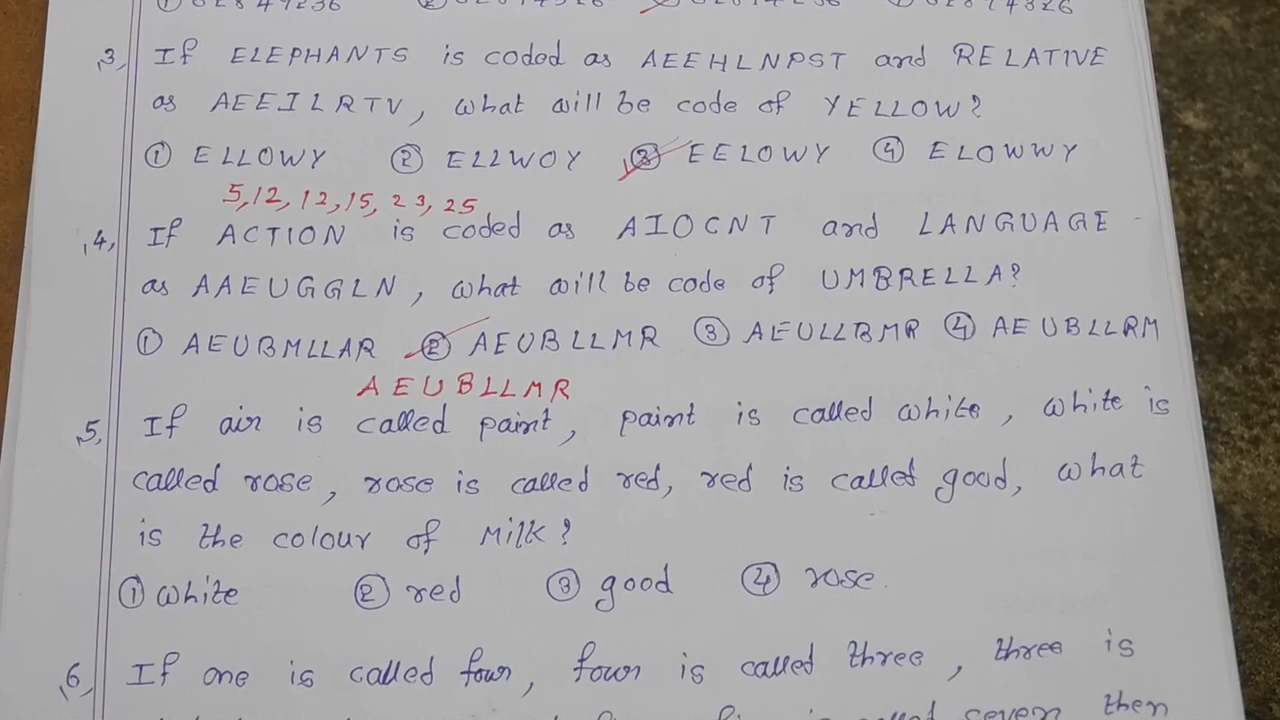 3, If ELEPHANTS is coded as AEEHLNPST and RELATIVE
as AEEILRTV, what will be code of YELLOW?
① ELLOWY ② ELLWOY ③ EELOWY ④ ELOWWY
5,12,12,15,23,25
4, If ACTION is coded as AIOCNT and LANGUAGE
as AAEUGGLN, what will be code of UMBRELLA?
① AEUBMLLAR ② AEUBLLMR ③ AEULLBMR ④ AEUBLLRM
AEUBLLMR
5, If air is called paint, paint is called white, white is
called rose, rose is called red, red is called good, what
is the colour of Milk?
① white ② red ③ good ④ rose.
6, If one is called four, four is called three, three is
called seven then